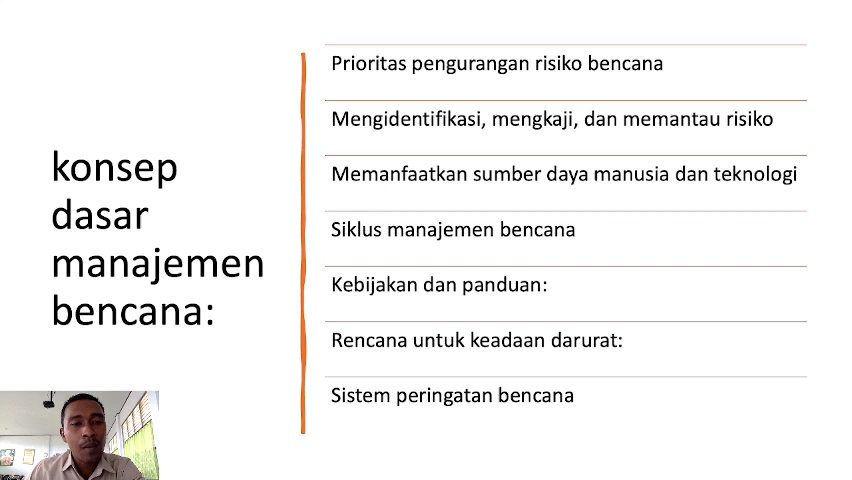 konsep
dasar
manajemen
bencana:
Prioritas pengurangan risiko bencana
Mengidentifikasi, mengkaji, dan memantau risiko
Memanfaatkan sumber daya manusia dan teknologi
Siklus manajemen bencana
Kebijakan dan panduan:
Rencana untuk keadaan darurat:
Sistem peringatan bencana